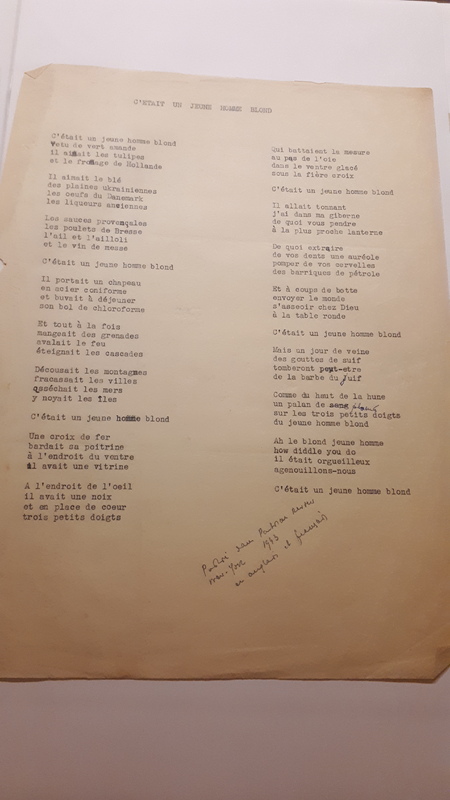 C'ETAIT UN JEUNE HOMME BLOND
C'était un jeune homme blond
Vetu de vert amande
il aimait les tulipes
et le fromage de Hollande
Il aimait le blé
des plaines ukrainiennes
les oeufs du Danemark
les liqueurs anciennes
Les sauces provençales
les poulets de Bresse
l'ail et l'ailloli
et le vin de messe
C'était un jeune homme blond
Il portait un chapeau
en acier coniforme
et buvait à déjeuner
son bol de chloroforme
Et tout à la fois
mangeait des grenades
avalait le feu
éteignait les cascades
Décousait les montagnes
fracassait les villes
asséchait les mers
y noyait les îles
C'était un jeune homme blond
Une croix de fer
bardait sa poitrine
à l'endroit du ventre
il avait une vitrine
A l'endroit de l'oeil
il avait une noix
et en place de coeur
trois petits doigts
Qui battaient la mesure
au pas de l'oie
dans le ventre glacé
sous la fière croix
C'était un jeune homme blond
Il allait tonnant
j'ai dans ma giberne
de quoi vous pendre
à la plus proche lanterne
De quoi extraire
de vos dents une auréole
pomper de vos cervelles
des barriques de pétrole
Et à coups de botte
envoyer le monde
s'asseoir chez Dieu
à la table ronde
C'était un jeune homme blond
Mais un jour de veine
des gouttes de suif
tomberont peut-etre
de la barbe du juif
Comme du haut de la hune
un palan de sang
sur les trois petits doigts
du jeune homme blond
Ah le blond jeune homme
how diddle you do
il était orgueilleux
agenouillons-nous
C'était un jeune homme blond
Publié dans Partisan review
New-York 1943
en anglais et français